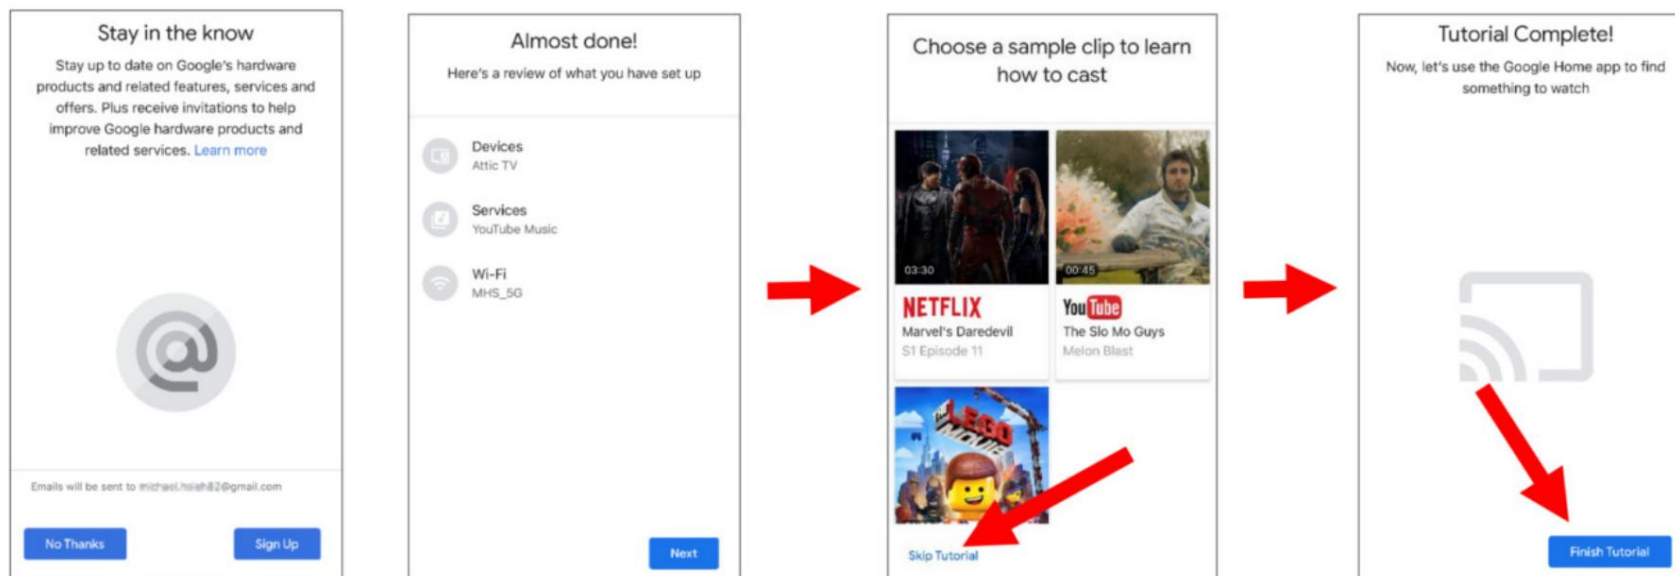 Stay in the know
Stay up to date on Google's hardware
products and related features, services and
offers. Plus receive invitations to help
improve Google hardware products and
related services. Learn more
Emails will be sent to @gmail.com
No Thanks
Sign Up
Almost done!
Here's a review of what you have set up
Devices
Attic TV
Services
YouTube Music
Wi-Fi
MHS_5G
Next
Choose a sample clip to learn
how to cast
03:30
NETFLIX
Marvel's Daredevil
S1 Episode 11
00:45
YouTube
The Slo Mo Guys
Melon Blast
THE LEGO
MOVIE
Skip Tutorial
Tutorial Complete!
Now, let's use the Google Home app to find
something to watch
Finish Tutorial